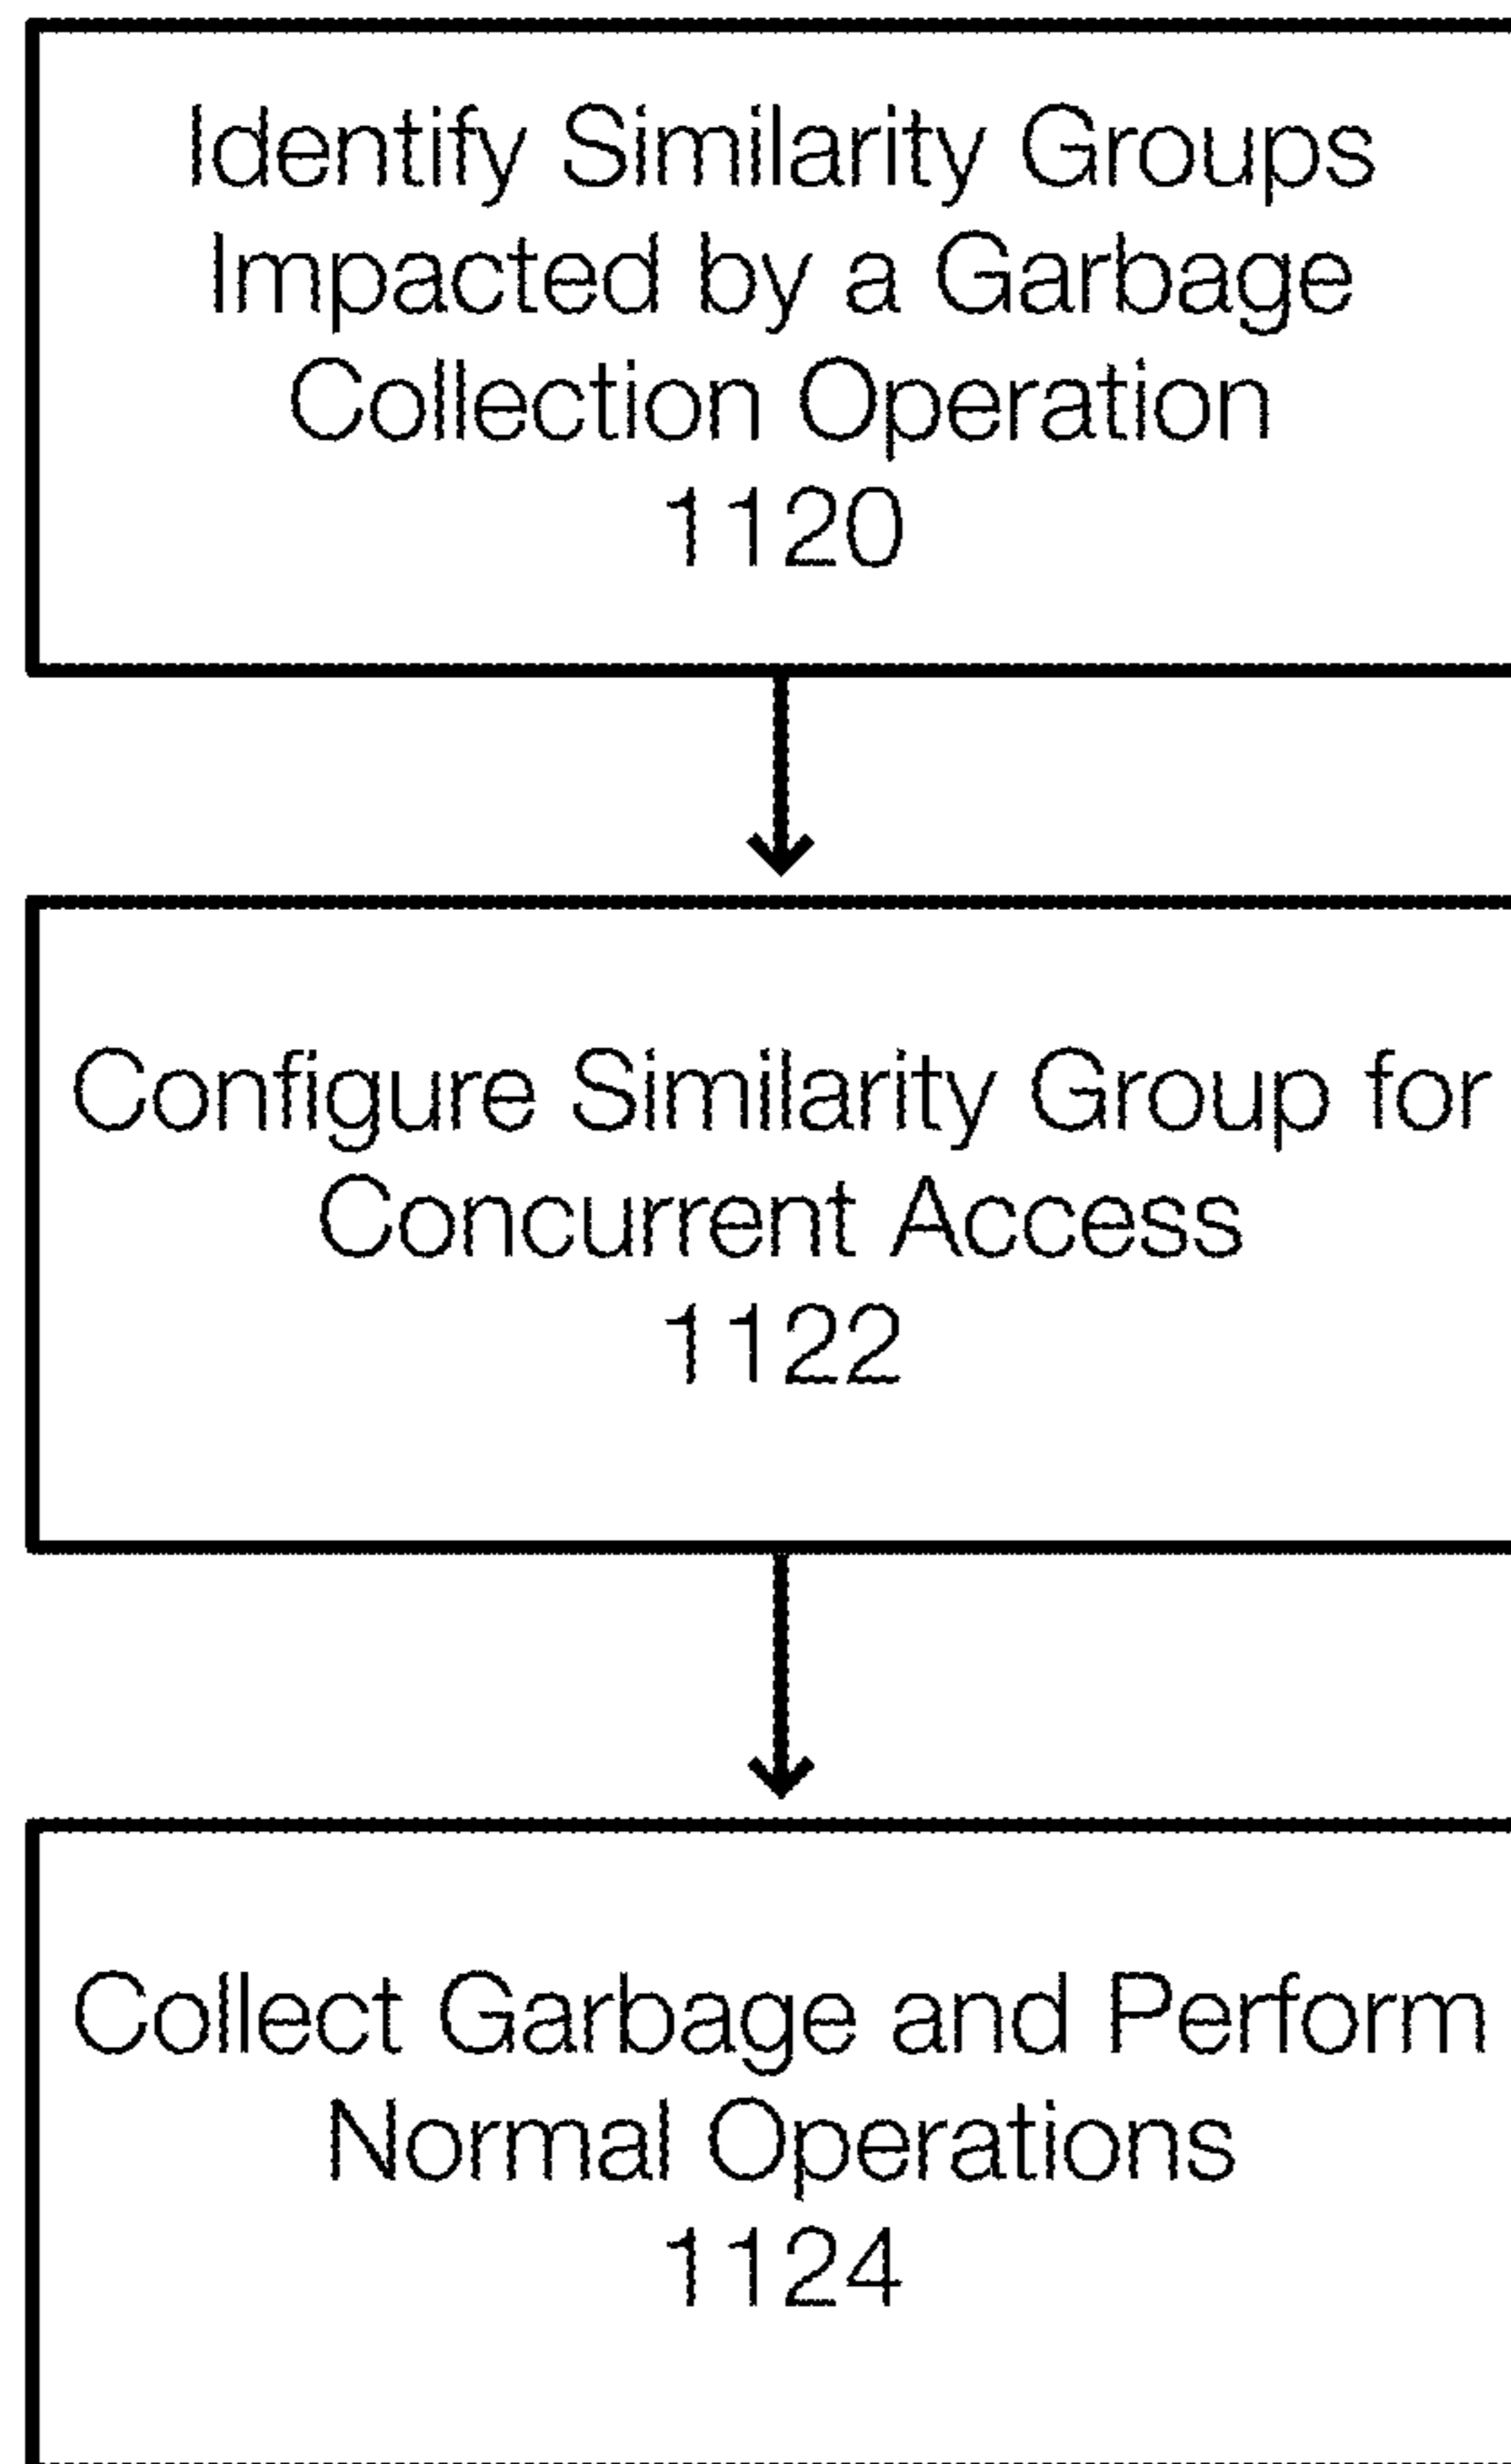 Identify Similarity Groups
Impacted by a Garbage
Collection Operation
1120
Configure Similarity Group for
Concurrent Access
1122
Collect Garbage and Perform
Normal Operations
1124